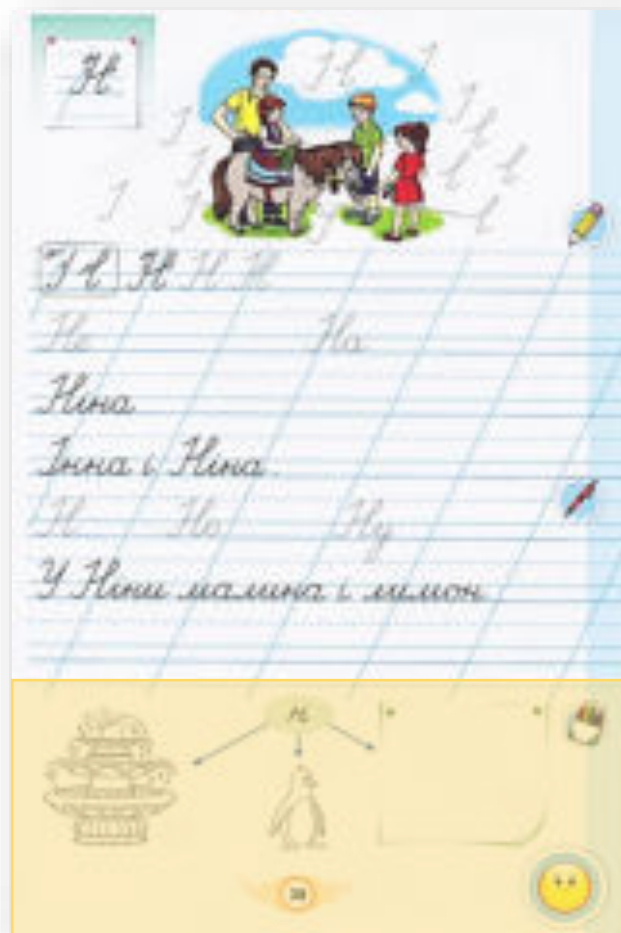 Н
Н Н Н
Не На
Ніна
Інна і Ніна.
Н Но Ну
У Ніни малина і лимон
н